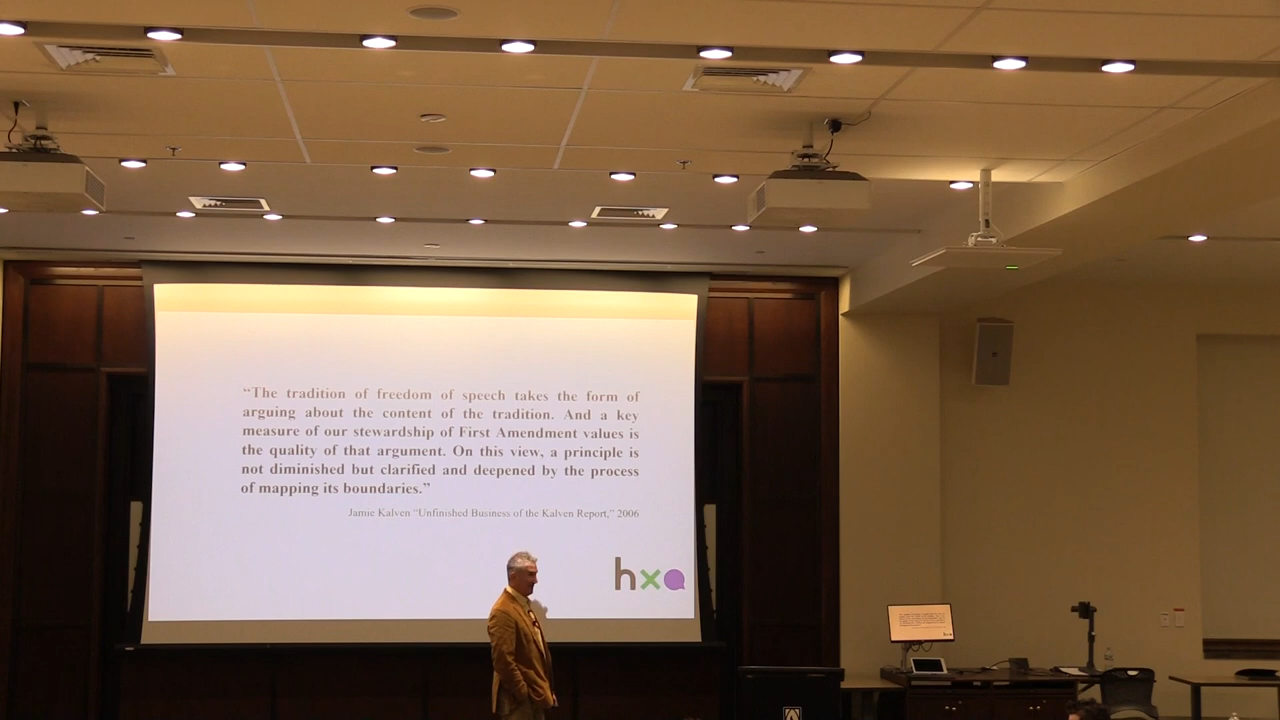 “The tradition of freedom of speech takes the form of
arguing about the content of the tradition. And a key
measure of our stewardship of First Amendment values is
the quality of that argument. On this view, a principle is
not diminished but clarified and deepened by the process
of mapping its boundaries.”
Jamie Kalven “Unfinished Business of the Kalven Report,” 2006
hxa